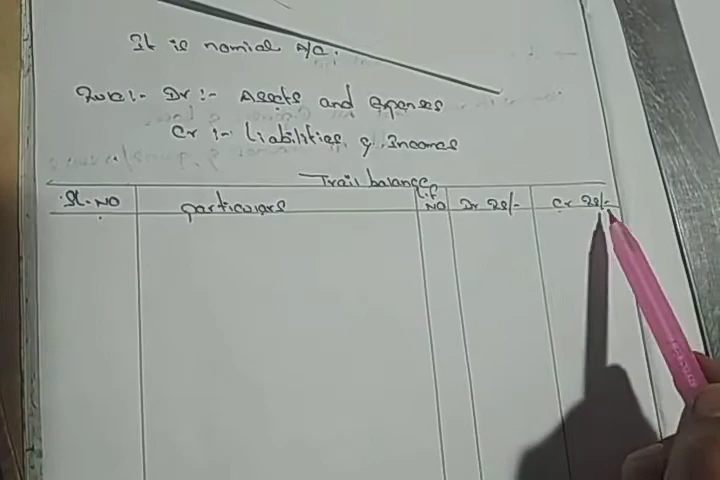 It is nomial A/C.
Rule:- Dr :- Assets and Expenses
Cr :- Liabilities & Incomes
Trail balance
Sl.NO particulars L.f NO Dr Rs/- Cr Rs/-